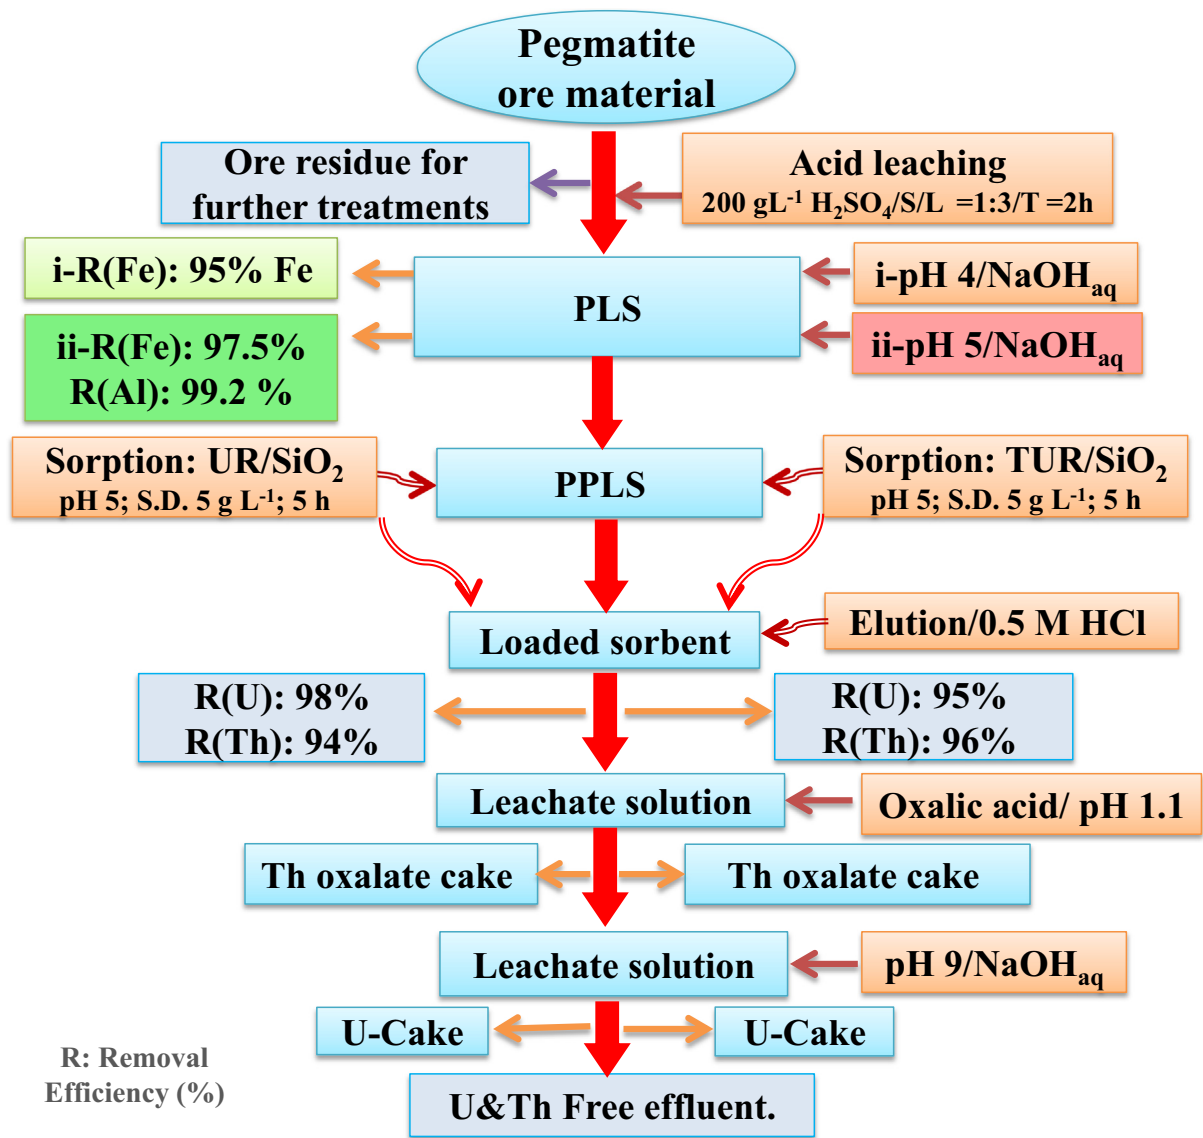 Pegmatite
ore material
Ore residue for
further treatments
Acid leaching
200 gL⁻¹ H₂SO₄/S/L =1:3/T =2h
i-R(Fe): 95% Fe
PLS
i-pH 4/NaOHₐq
ii-R(Fe): 97.5%
R(Al): 99.2 %
ii-pH 5/NaOHₐq
Sorption: UR/SiO₂
pH 5; S.D. 5 g L⁻¹; 5 h
PPLS
Sorption: TUR/SiO₂
pH 5; S.D. 5 g L⁻¹; 5 h
Loaded sorbent
Elution/0.5 M HCl
R(U): 98%
R(Th): 94%
R(U): 95%
R(Th): 96%
Leachate solution
Oxalic acid/ pH 1.1
Th oxalate cake
Th oxalate cake
Leachate solution
pH 9/NaOHₐq
U-Cake
U-Cake
R: Removal
Efficiency (%)
U&Th Free effluent.